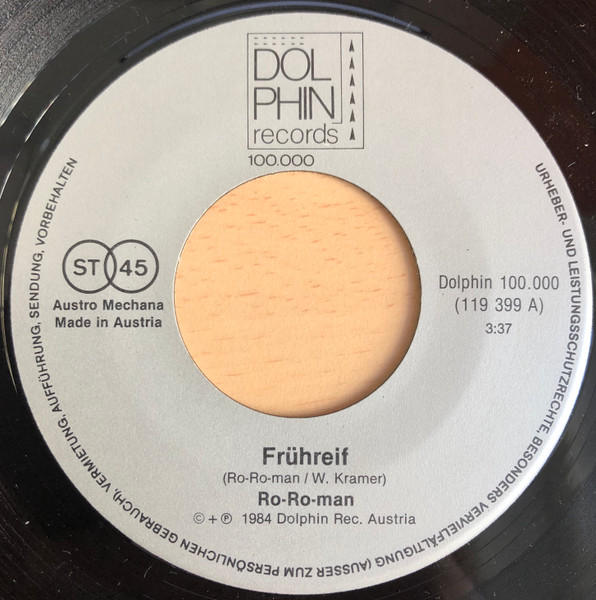 DOL
PHIN
records
100.000
ST 45
Austro Mechana
Made in Austria
Dolphin 100.000
(119 399 A)
3:37
Frühreif
(Ro-Ro-man / W. Kramer)
Ro-Ro-man
© + ℗ 1984 Dolphin Rec. Austria
URHEBER- UND LEISTUNGSSCHUTZRECHTE, BESONDERS VERVIELFÄLTIGUNG (AUSSER ZUM PERSÖNLICHEN GEBRAUCH), VERMIETUNG, AUFFÜHRUNG, SENDUNG, VORBEHALTEN